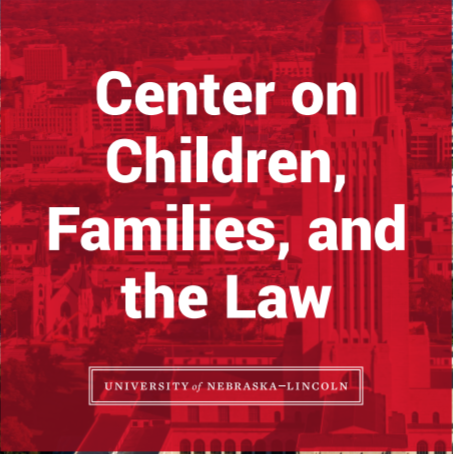 Center on
Children,
Families, and
the Law
UNIVERSITY of NEBRASKA–LINCOLN